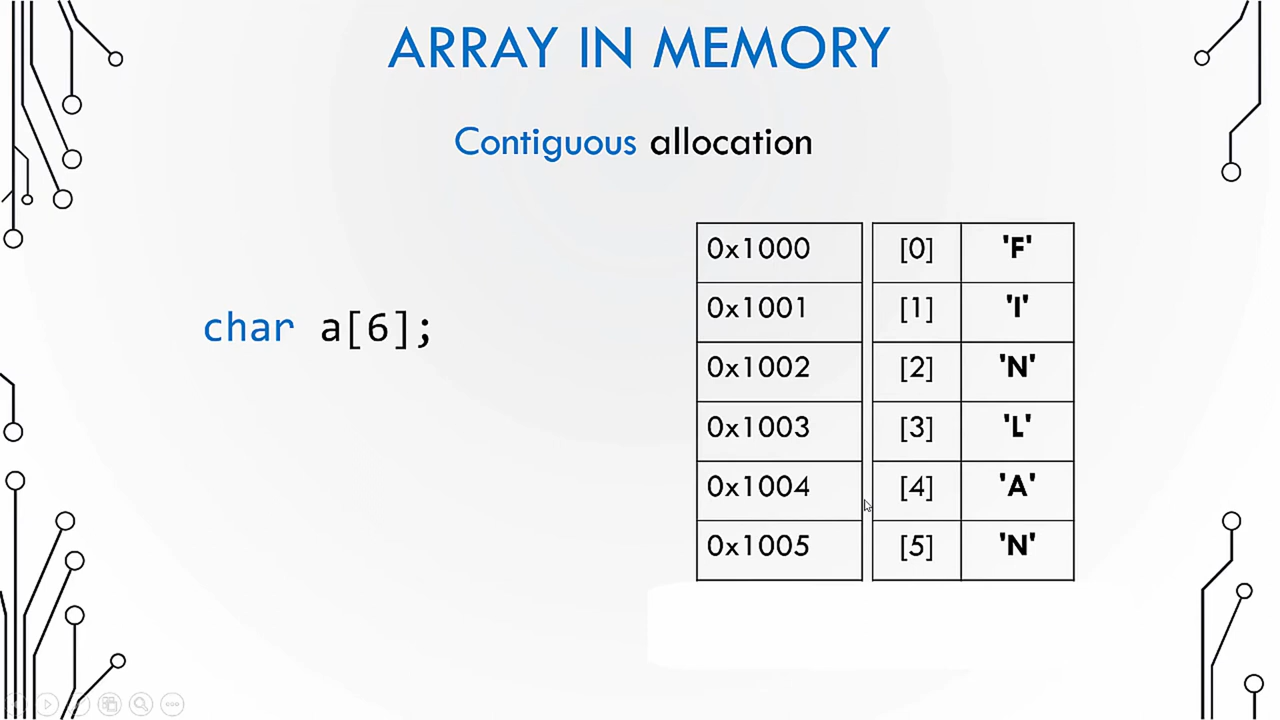 ARRAY IN MEMORY
Contiguous allocation
char a[6];
0x1000 [0] 'F'
0x1001 [1] 'I'
0x1002 [2] 'N'
0x1003 [3] 'L'
0x1004 [4] 'A'
0x1005 [5] 'N'